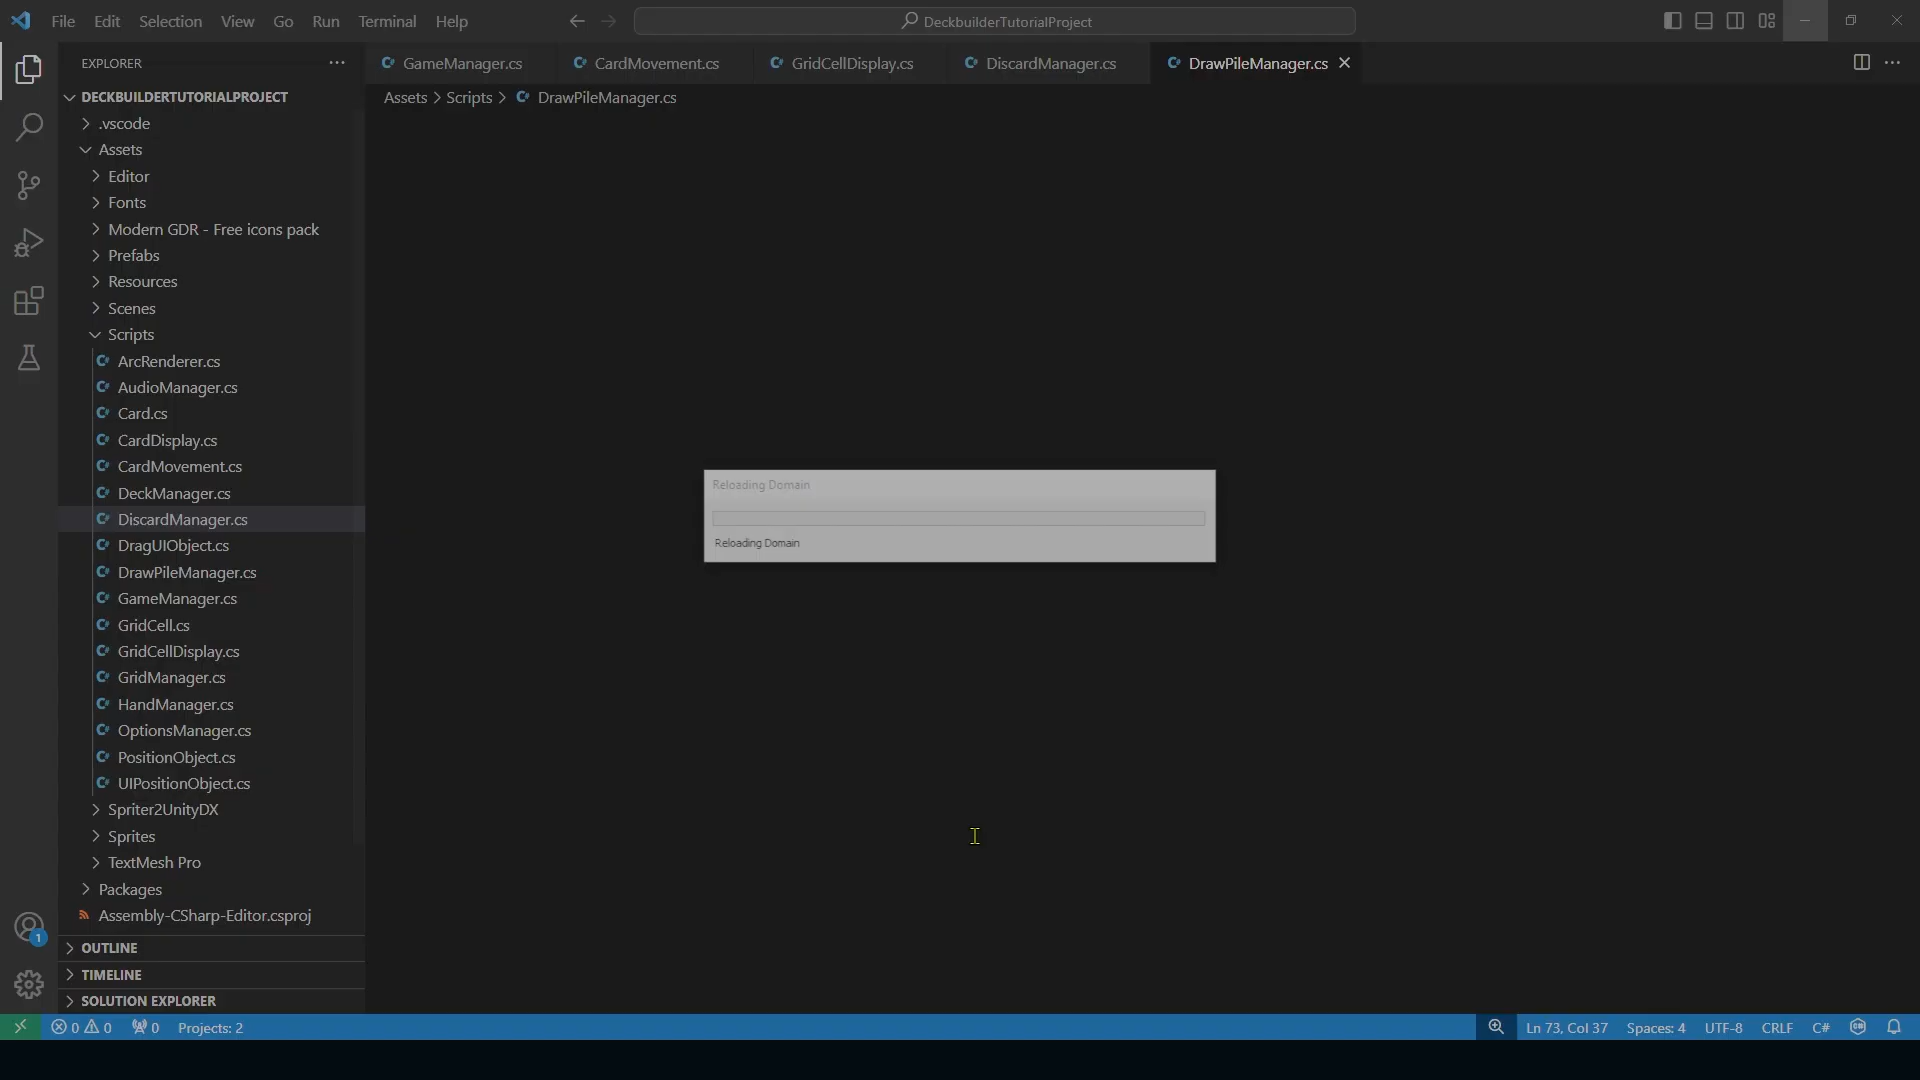 File Edit Selection View Go Run Terminal Help
DeckbuilderTutorialProject
EXPLORER
GameManager.cs
CardMovement.cs
GridCellDisplay.cs
DiscardManager.cs
DrawPileManager.cs
Assets > Scripts > DrawPileManager.cs
DECKBUILDERTUTORIALPROJECT
.vscode
Assets
Editor
Fonts
Modern GDR - Free icons pack
Prefabs
Resources
Scenes
Scripts
ArcRenderer.cs
AudioManager.cs
Card.cs
CardDisplay.cs
CardMovement.cs
DeckManager.cs
DiscardManager.cs
DragUIObject.cs
DrawPileManager.cs
GameManager.cs
GridCell.cs
GridCellDisplay.cs
GridManager.cs
HandManager.cs
OptionsManager.cs
PositionObject.cs
UIPositionObject.cs
Spriter2UnityDX
Sprites
TextMesh Pro
Packages
Assembly-CSharp-Editor.csproj
OUTLINE
TIMELINE
SOLUTION EXPLORER
Reloading Domain
Reloading Domain
1
0 0 0 Projects: 2
Ln 73, Col 37 Spaces: 4 UTF-8 CRLF C#